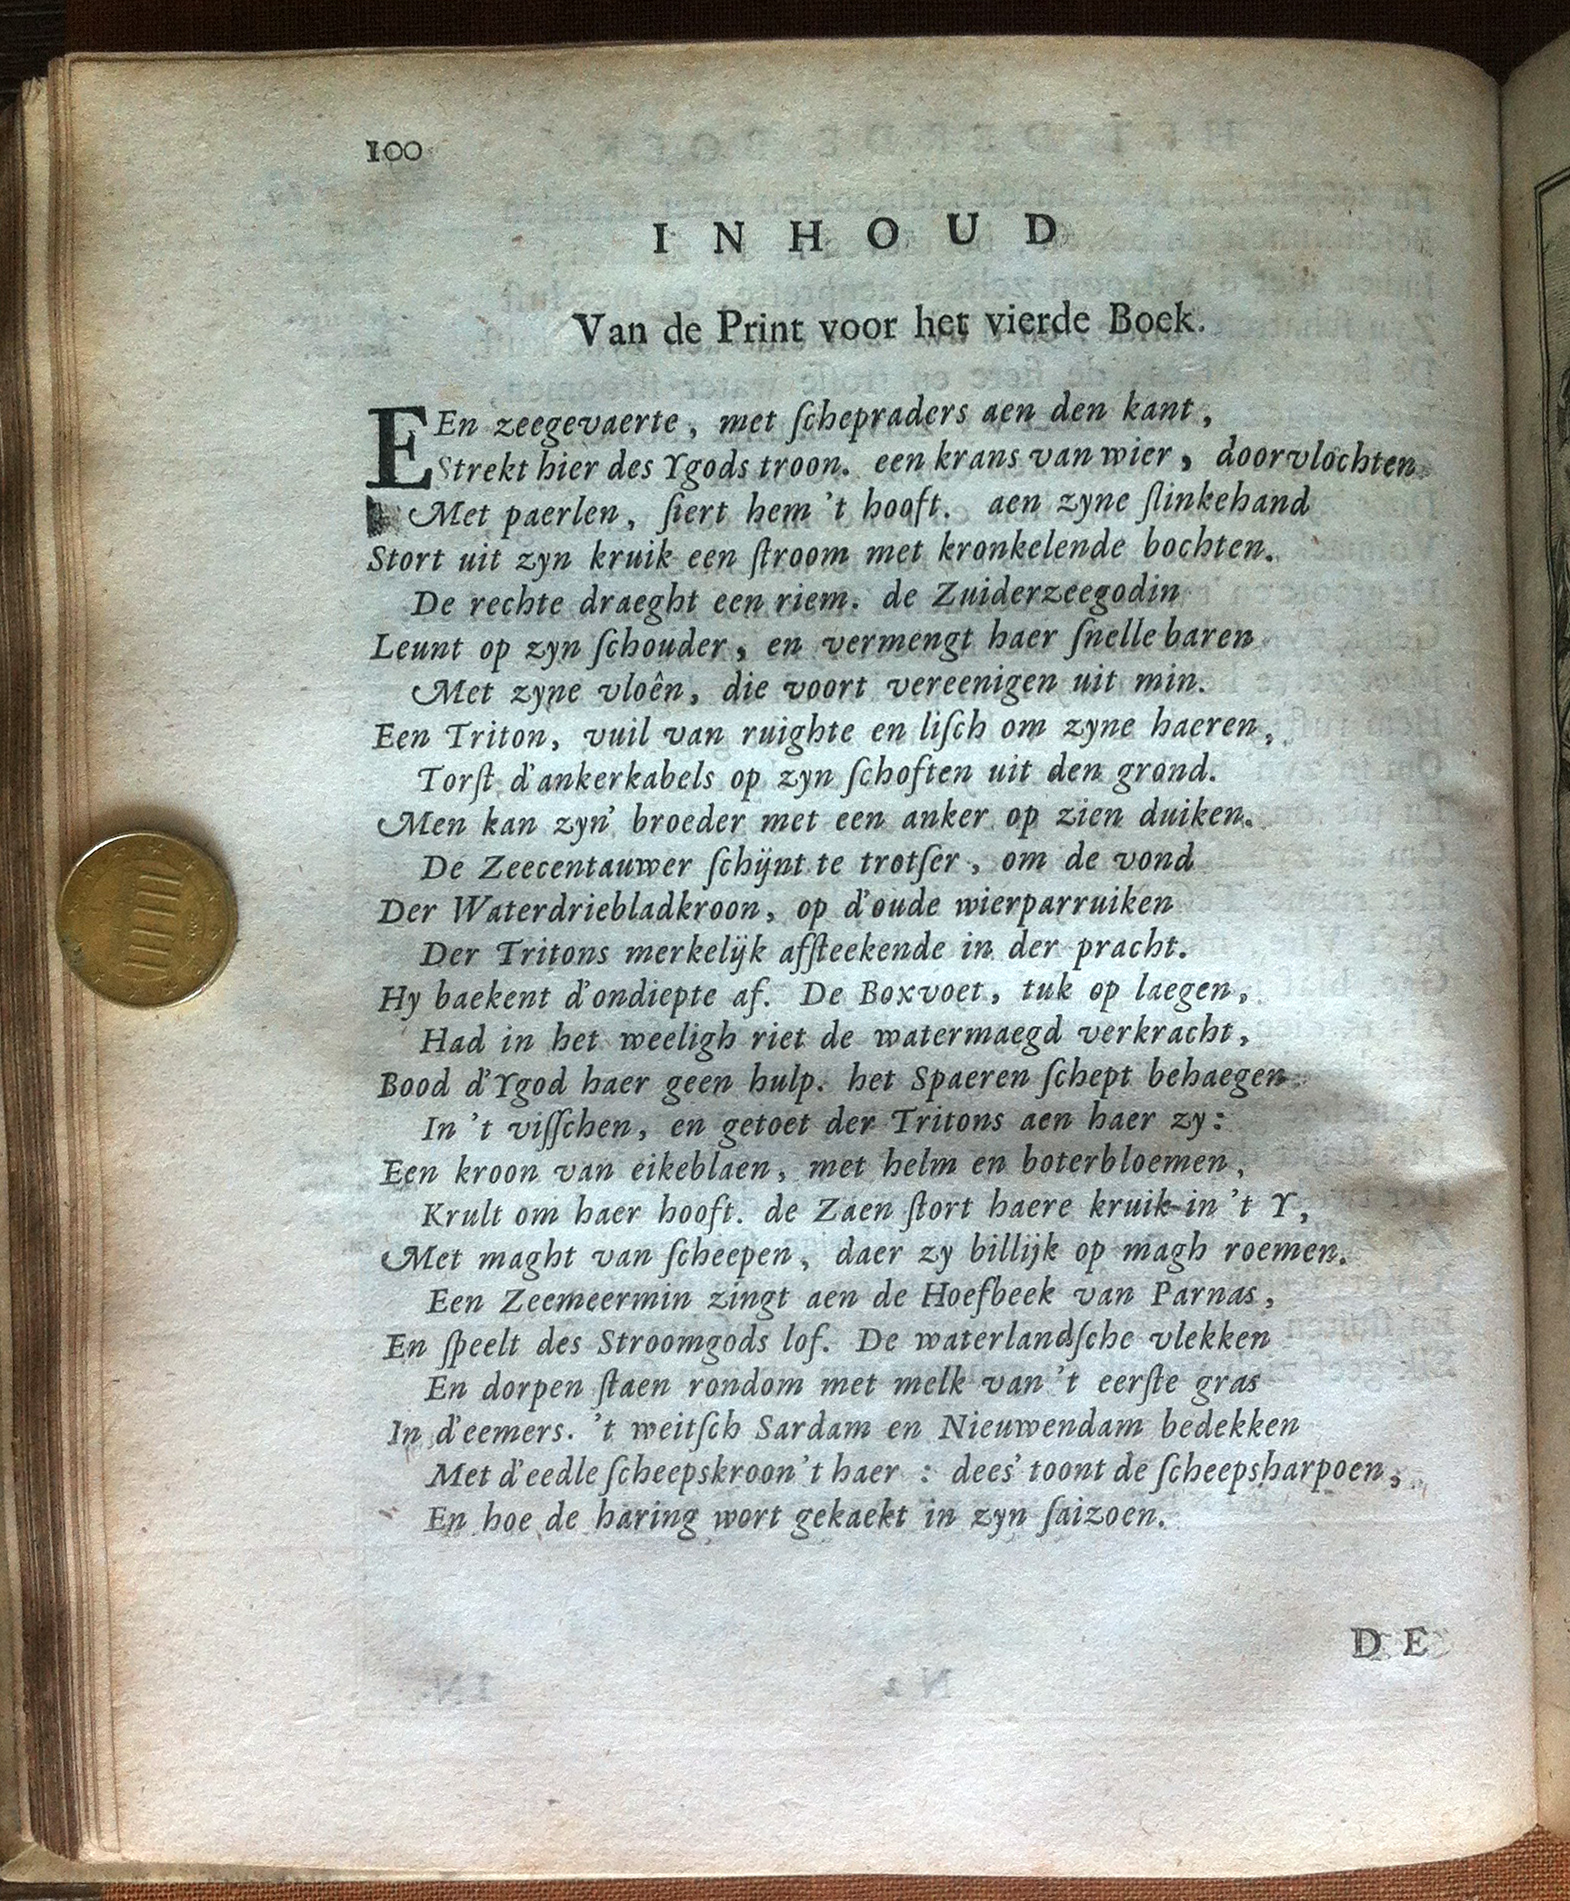 100
INHOUD
Van de Print voor het vierde Boek.
EEn zeegevaerte, met ſchepraders aen den kant,
Strekt hier des Ygods troon. een krans van wier, doorvlochten
Met paerlen, ſiert hem 't hooft. aen zyne ſlinkehand
Stort uit zyn kruik een ſtroom met kronkelende bochten.
De rechte draeght een riem. de Zuiderzeegodin
Leunt op zyn ſchouder, en vermengt haer ſnelle baren
Met zyne vloên, die voort vereenigen uit min.
Een Triton, vuil van ruighte en liſch om zyne haeren,
Torſt d'ankerkabels op zyn ſchoften uit den grond.
Men kan zyn' broeder met een anker op zien duiken.
De Zeecentauwer ſchijnt te trotſer, om de vond
Der Waterdriebladkroon, op d'oude wierparruiken
Der Tritons merkelijk afſteekende in der pracht.
Hy baekent d'ondiepte af. De Boxvoet, tuk op laegen,
Had in het weeligh riet de watermaegd verkracht,
Bood d'Ygod haer geen hulp. het Spaeren ſchept behaegen
In 't viſſchen, en getoet der Tritons aen haer zy:
Een kroon van eikeblaen, met helm en boterbloemen,
Krult om haer hooft. de Zaen ſtort haere kruik in 't Y,
Met maght van ſcheepen, daer zy billijk op magh roemen.
Een Zeemeermin zingt aen de Hoefbeek van Parnas,
En ſpeelt des Stroomgods lof. De waterlandſche vlekken
En dorpen ſtaen rondom met melk van 't eerſte gras
In d'eemers. 't weitſch Sardam en Nieuwendam bedekken
Met d'eedle ſcheepskroon 't haer : dees' toont de ſcheepsharpoen,
En hoe de haring wort gekaekt in zyn ſaizoen.
DE